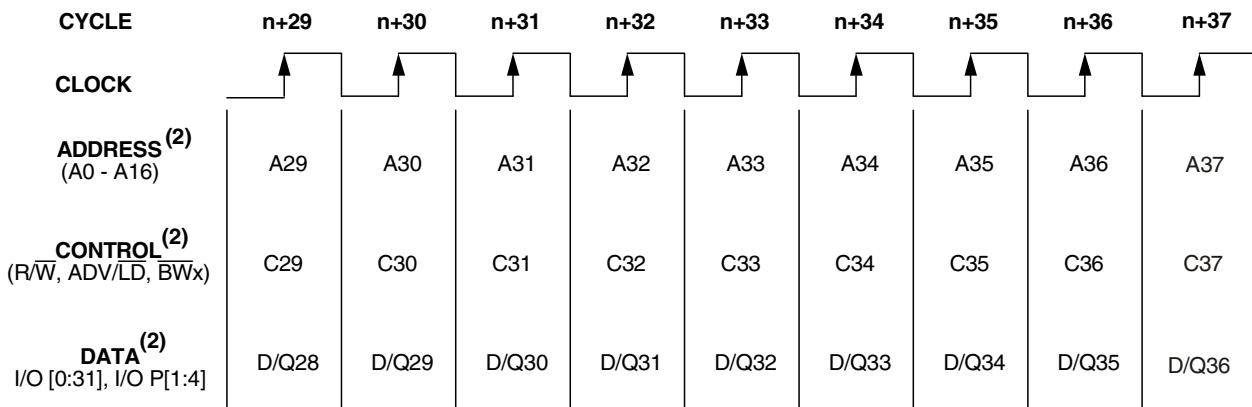 CYCLE n+29 n+30 n+31 n+32 n+33 n+34 n+35 n+36 n+37
CLOCK
ADDRESS(2)
(A0 - A16) A29 A30 A31 A32 A33 A34 A35 A36 A37
CONTROL(2)
(R/W̅, ADV/L̅D̅, B̅W̅x) C29 C30 C31 C32 C33 C34 C35 C36 C37
DATA(2)
I/O [0:31], I/O P[1:4] D/Q28 D/Q29 D/Q30 D/Q31 D/Q32 D/Q33 D/Q34 D/Q35 D/Q36